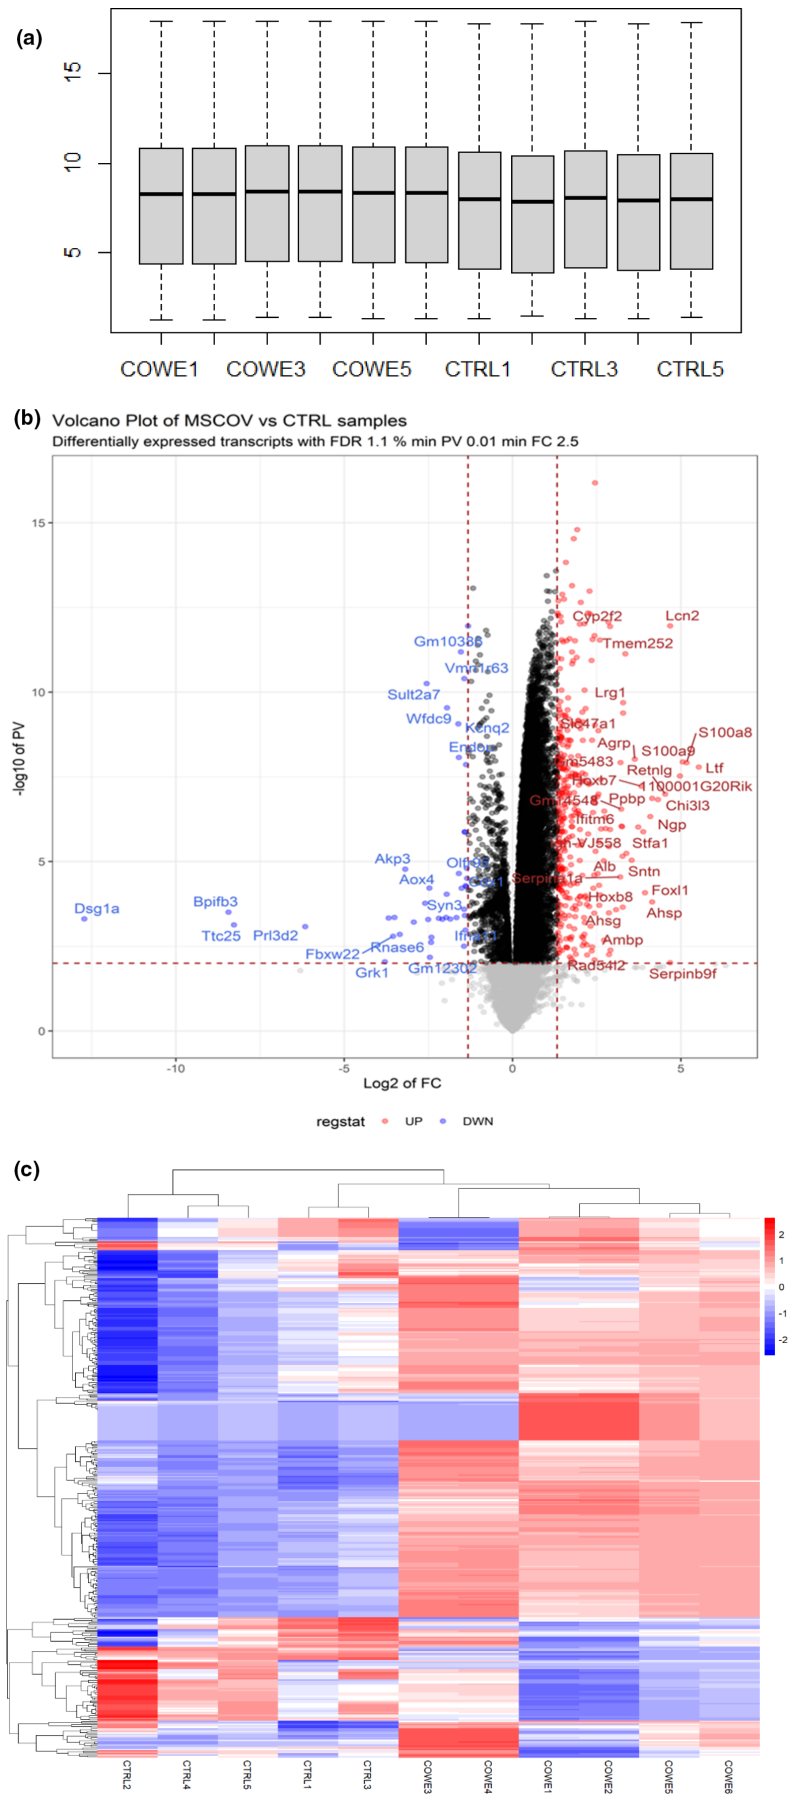 (a)
15
10
5
COWE1 COWE3 COWE5 CTRL1 CTRL3 CTRL5
(b) Volcano Plot of MSCOV vs CTRL samples
Differentially expressed transcripts with FDR 1.1 % min PV 0.01 min FC 2.5
-log10 of PV
15
10
5
0
Cyp2f2
Lcn2
Gm10383
Tmem252
Vmn1r63
Sult2a7
Lrg1
Wfdc9
Kcnq2
Slc47a1
S100a8
Endou
Agrp
S100a9
Gm5483
Retnlg
Ltf
Hoxb7
1100001G20Rik
Gm14548
Ppbp
Chi3l3
Ifitm6
Ngp
VJ558
Stfa1
Akp3
Alb
Sntn
Aox4
Serpina1a
Foxl1
Bpifb3
Syn3
Hoxb8
Dsg1a
Ahsp
Ahsg
Ttc25
Prl3d2
Ambp
Fbxw22
Rnase6
Rad54l2
Grk1
Gm12302
Serpinb9f
-10 -5 0 5
Log2 of FC
regstat UP DWN
(c)
2
1
0
-1
-2
CTRL2
CTRL4
CTRL5
CTRL1
CTRL3
COWE3
COWE4
COWE1
COWE2
COWE5
COWE6